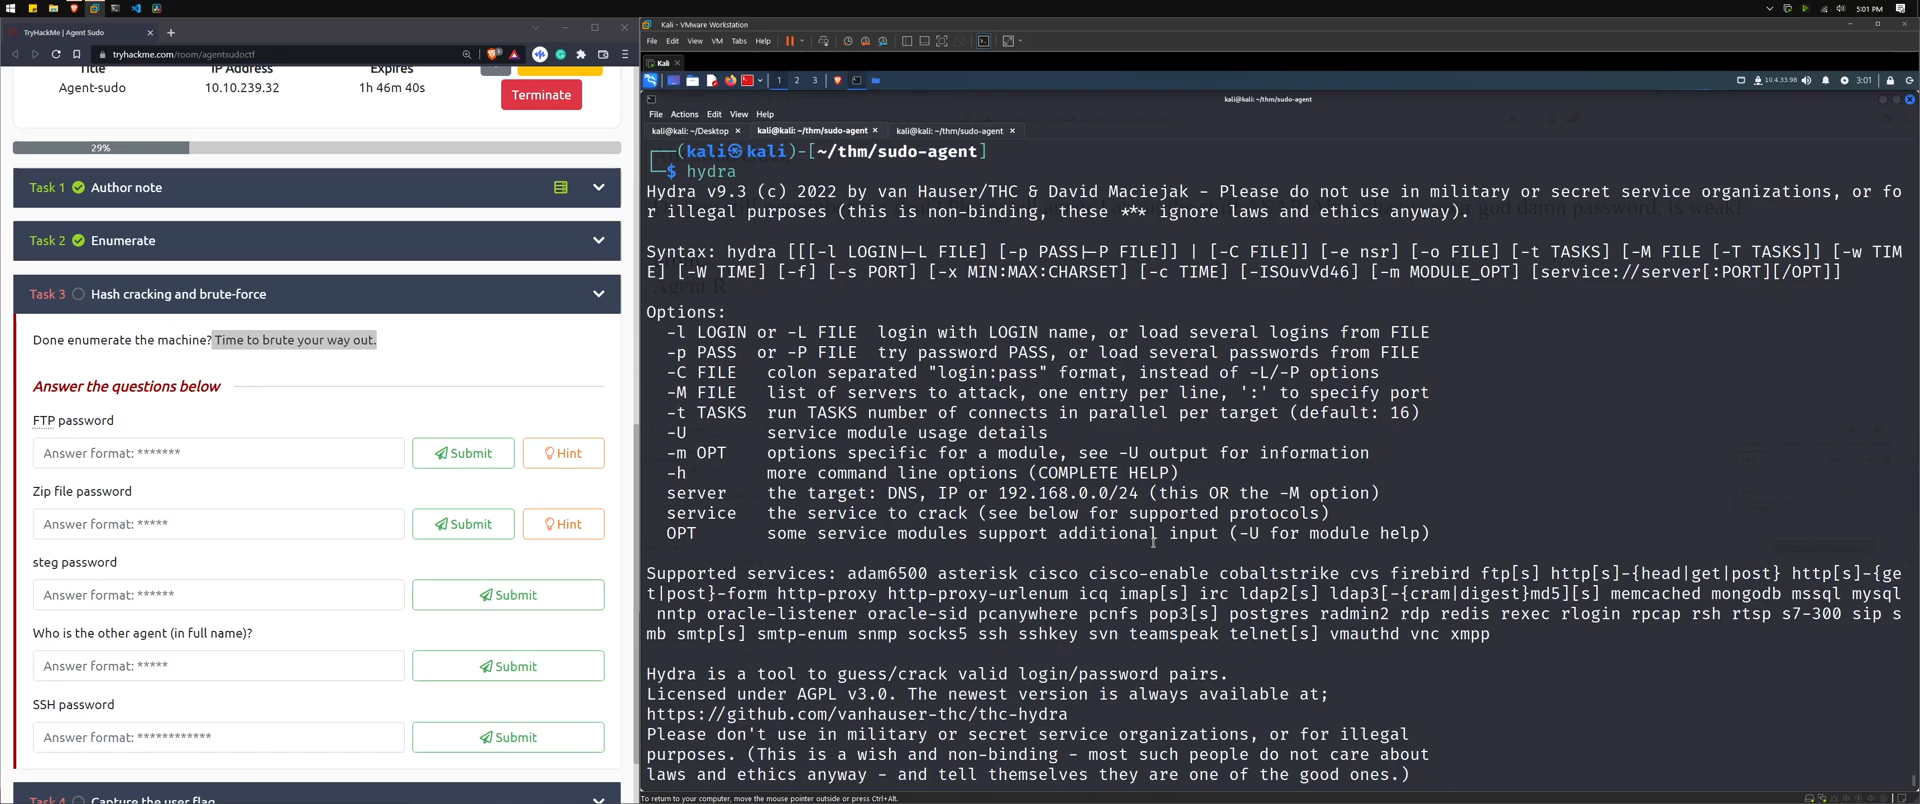 5:01 PM
TryHackMe | Agent Sudo
tryhackme.com/room/agentsudoctf
Title
IP Address
Expires
Agent-sudo
10.10.239.32
1h 46m 40s
Terminate
29%
Task 1 Author note
Task 2 Enumerate
Task 3 Hash cracking and brute-force
Done enumerate the machine? Time to brute your way out.
Answer the questions below
FTP password
Answer format: *******
Submit
Hint
Zip file password
Answer format: *****
Submit
Hint
steg password
Answer format: ******
Submit
Who is the other agent (in full name)?
Answer format: *****
Submit
SSH password
Answer format: ************
Submit
Task 4 Capture the user flag
Kali - VMware Workstation
File Edit View VM Tabs Help
Kali
1 2 3
10.4.33.98
3:01
kali@kali: ~/thm/sudo-agent
File Actions Edit View Help
kali@kali: ~/Desktop
kali@kali: ~/thm/sudo-agent
kali@kali: ~/thm/sudo-agent
(kali㉿kali)-[~/thm/sudo-agent]
$ hydra
Hydra v9.3 (c) 2022 by van Hauser/THC & David Maciejak - Please do not use in military or secret service organizations, or fo
r illegal purposes (this is non-binding, these *** ignore laws and ethics anyway).
god damn password, is weak!
Syntax: hydra [[[-l LOGIN|-L FILE] [-p PASS|-P FILE]] | [-C FILE]] [-e nsr] [-o FILE] [-t TASKS] [-M FILE [-T TASKS]] [-w TIM
E] [-W TIME] [-f] [-s PORT] [-x MIN:MAX:CHARSET] [-c TIME] [-ISOuvVd46] [-m MODULE_OPT] [service://server[:PORT][/OPT]]
Agent R
Options:
-l LOGIN or -L FILE login with LOGIN name, or load several logins from FILE
-p PASS or -P FILE try password PASS, or load several passwords from FILE
-C FILE colon separated "login:pass" format, instead of -L/-P options
-M FILE list of servers to attack, one entry per line, ':' to specify port
-t TASKS run TASKS number of connects in parallel per target (default: 16)
-U service module usage details
-m OPT options specific for a module, see -U output for information
-h more command line options (COMPLETE HELP)
server the target: DNS, IP or 192.168.0.0/24 (this OR the -M option)
service the service to crack (see below for supported protocols)
OPT some service modules support additional input (-U for module help)
Supported services: adam6500 asterisk cisco cisco-enable cobaltstrike cvs firebird ftp[s] http[s]-{head|get|post} http[s]-{ge
t|post}-form http-proxy http-proxy-urlenum icq imap[s] irc ldap2[s] ldap3[-{cram|digest}md5][s] memcached mongodb mssql mysql
nntp oracle-listener oracle-sid pcanywhere pcnfs pop3[s] postgres radmin2 rdp redis rexec rlogin rpcap rsh rtsp s7-300 sip s
mb smtp[s] smtp-enum snmp socks5 ssh sshkey svn teamspeak telnet[s] vmauthd vnc xmpp
Hydra is a tool to guess/crack valid login/password pairs.
Licensed under AGPL v3.0. The newest version is always available at;
https://github.com/vanhauser-thc/thc-hydra
Please don't use in military or secret service organizations, or for illegal
purposes. (This is a wish and non-binding - most such people do not care about
laws and ethics anyway - and tell themselves they are one of the good ones.)
To return to your computer, move the mouse pointer outside or press Ctrl+Alt.